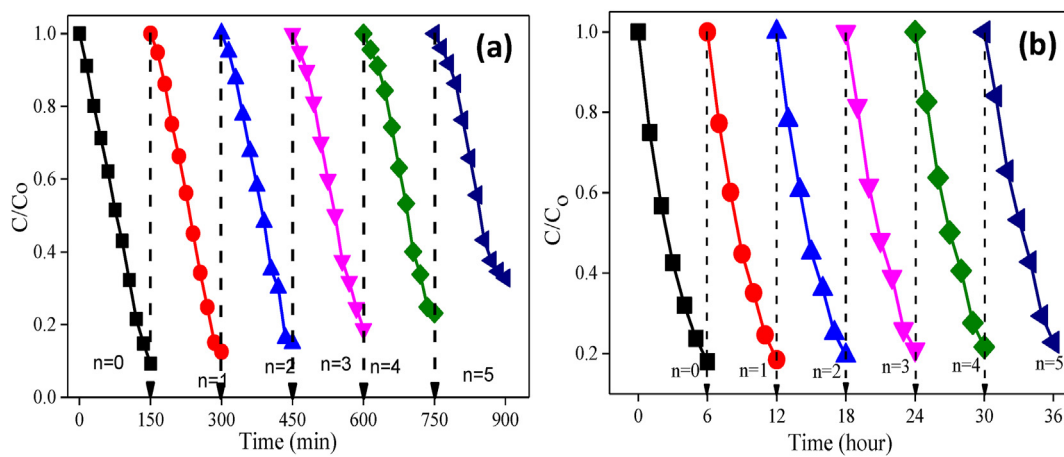 (a)
C/Co
1.0
0.8
0.6
0.4
0.2
0.0
n=0
n=1
n=2
n=3
n=4
n=5
0 150 300 450 600 750 900
Time (min)
(b)
C/Co
1.0
0.8
0.6
0.4
0.2
n=0
n=1
n=2
n=3
n=4
n=5
0 6 12 18 24 30 36
Time (hour)